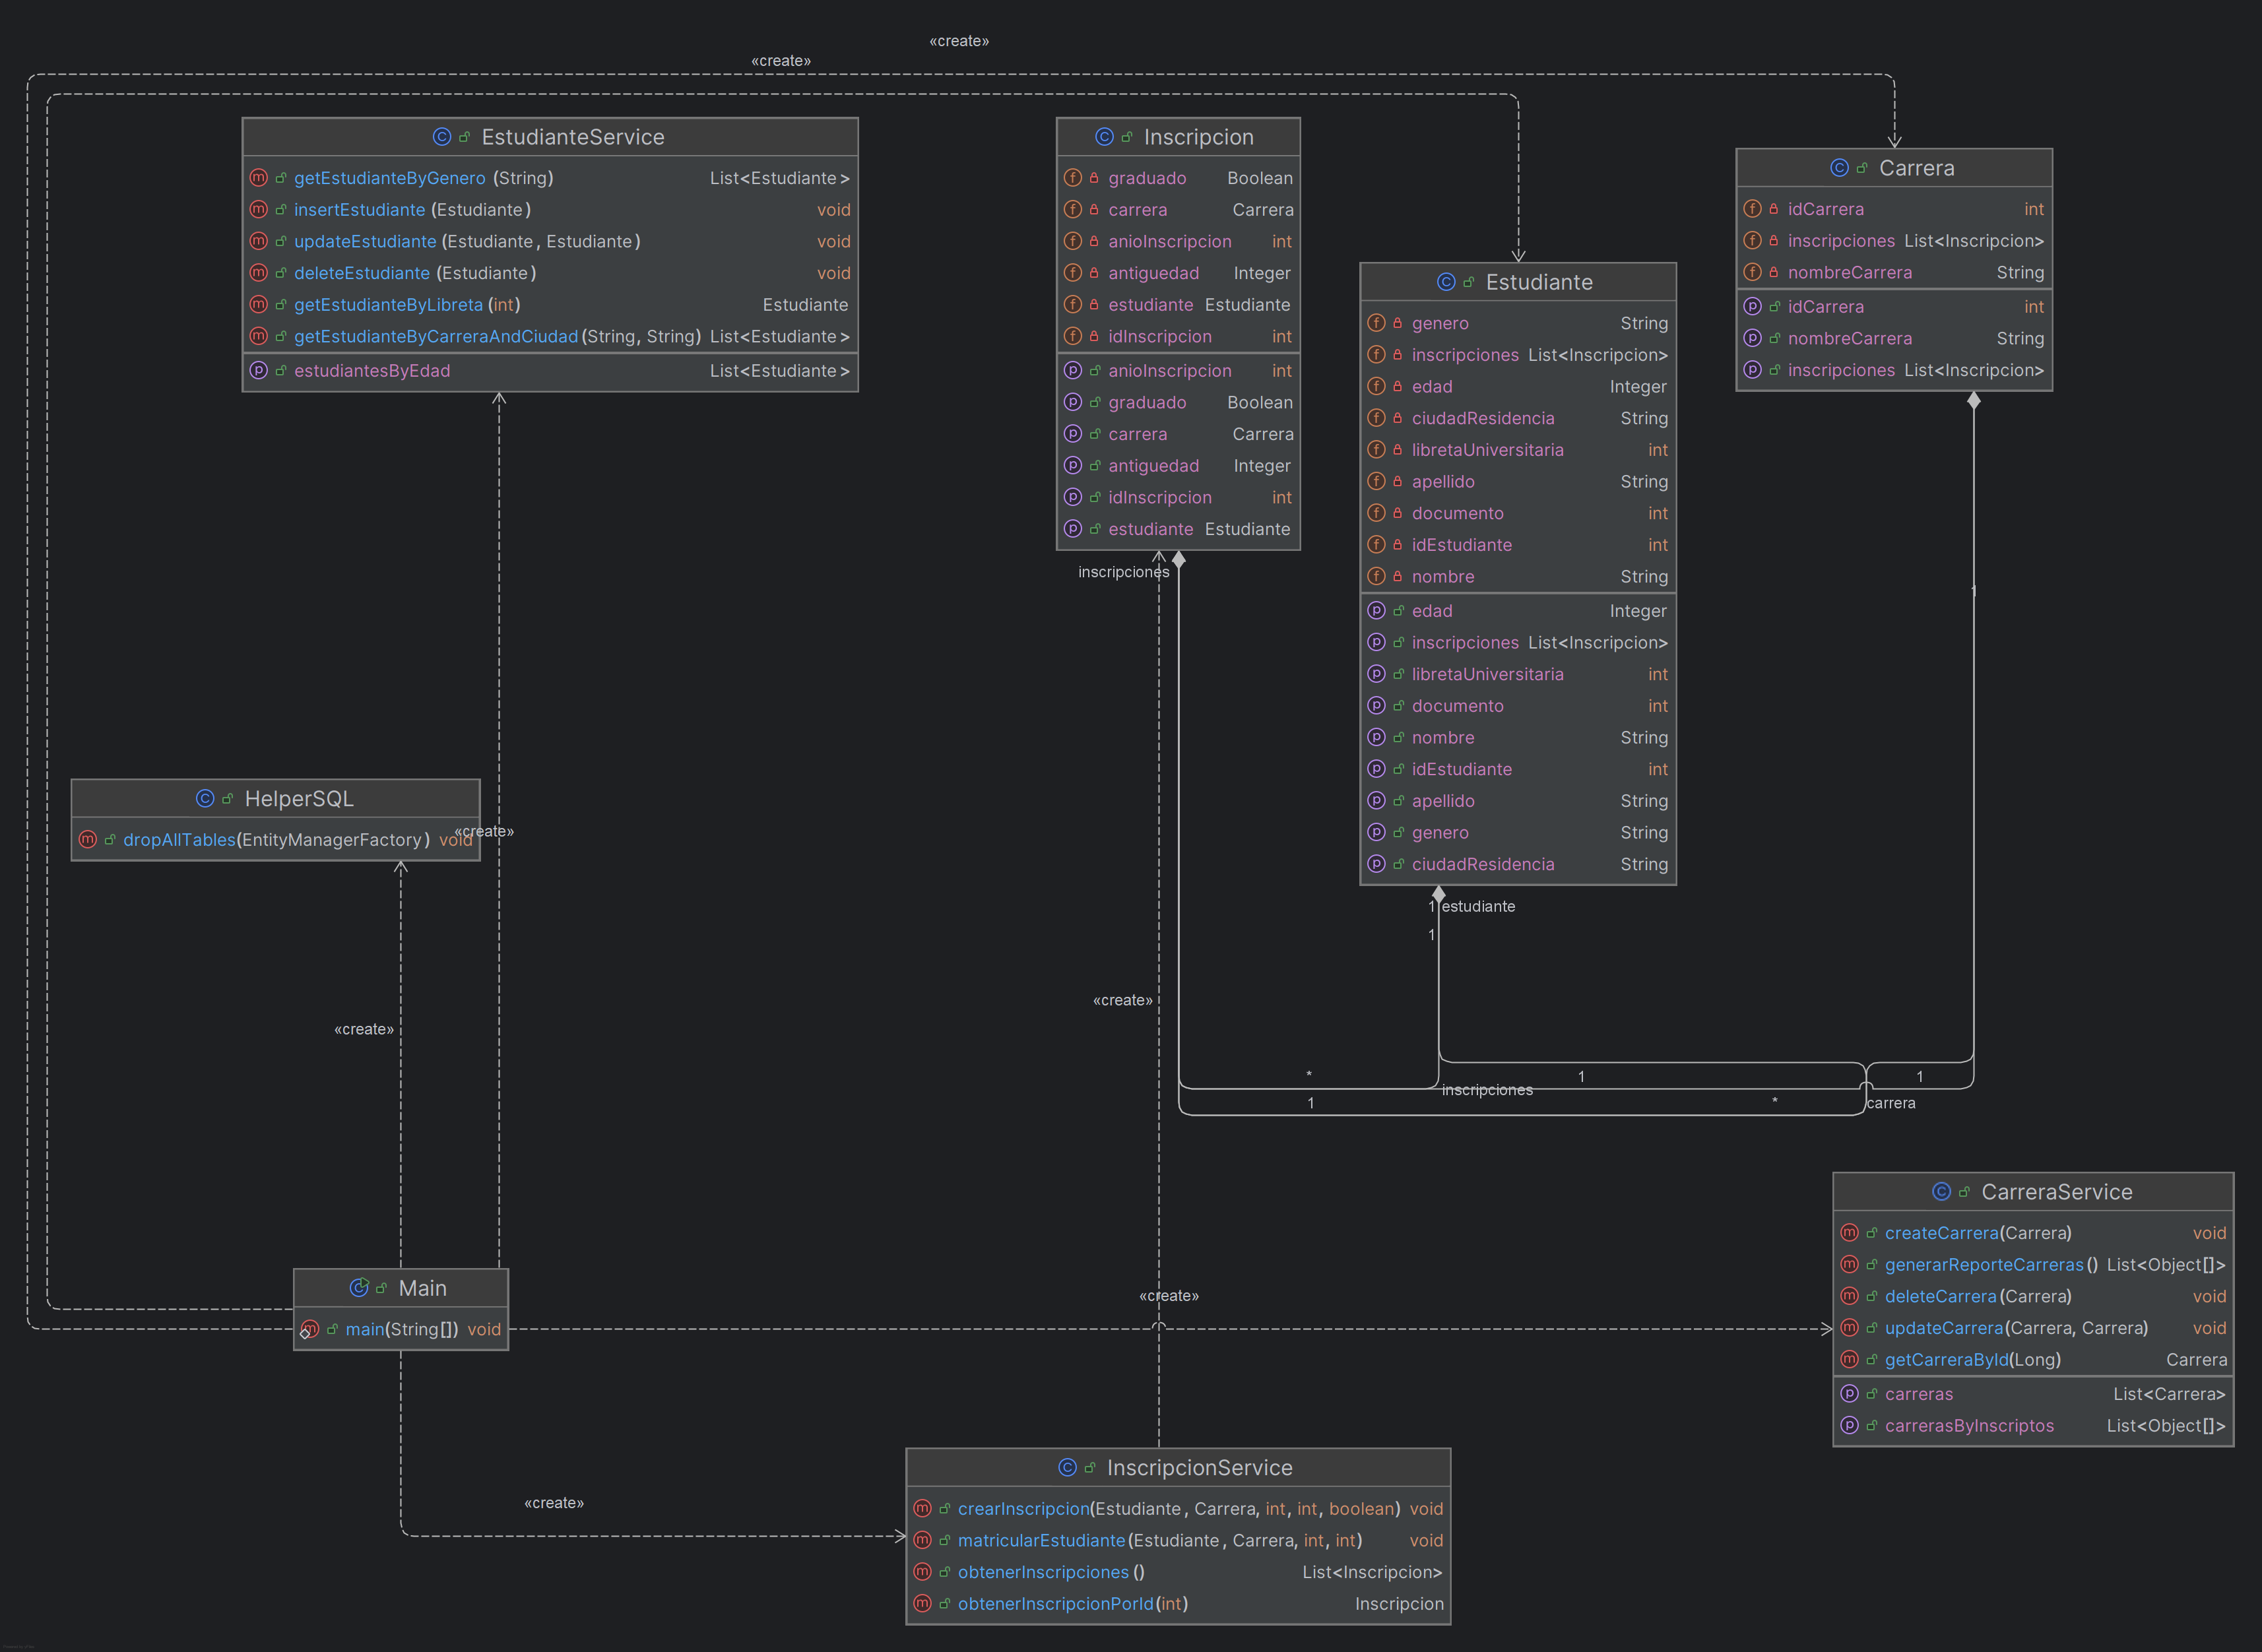 «create»
«create»
EstudianteService
getEstudianteByGenero (String) List<Estudiante>
insertEstudiante (Estudiante) void
updateEstudiante (Estudiante, Estudiante) void
deleteEstudiante (Estudiante) void
getEstudianteByLibreta (int) Estudiante
getEstudianteByCarreraAndCiudad (String, String) List<Estudiante>
estudiantesByEdad List<Estudiante>
Inscripcion
graduado Boolean
carrera Carrera
anioInscripcion int
antiguedad Integer
estudiante Estudiante
idInscripcion int
anioInscripcion int
graduado Boolean
carrera Carrera
antiguedad Integer
idInscripcion int
estudiante Estudiante
inscripciones
Carrera
idCarrera int
inscripciones List<Inscripcion>
nombreCarrera String
idCarrera int
nombreCarrera String
inscripciones List<Inscripcion>
1
Estudiante
genero String
inscripciones List<Inscripcion>
edad Integer
ciudadResidencia String
libretaUniversitaria int
apellido String
documento int
idEstudiante int
nombre String
edad Integer
inscripciones List<Inscripcion>
libretaUniversitaria int
documento int
nombre String
idEstudiante int
apellido String
genero String
ciudadResidencia String
1 estudiante
1
HelperSQL
dropAllTables(EntityManagerFactory) void
«create»
«create»
«create»
* 1 1
inscripciones
1 * carrera
Main
main(String[]) void
«create»
«create»
CarreraService
createCarrera(Carrera) void
generarReporteCarreras() List<Object[]>
deleteCarrera (Carrera) void
updateCarrera(Carrera, Carrera) void
getCarreraById(Long) Carrera
carreras List<Carrera>
carrerasByInscriptos List<Object[]>
InscripcionService
crearInscripcion(Estudiante, Carrera, int, int, boolean) void
matricularEstudiante(Estudiante, Carrera, int, int) void
obtenerInscripciones () List<Inscripcion>
obtenerInscripcionPorId(int) Inscripcion